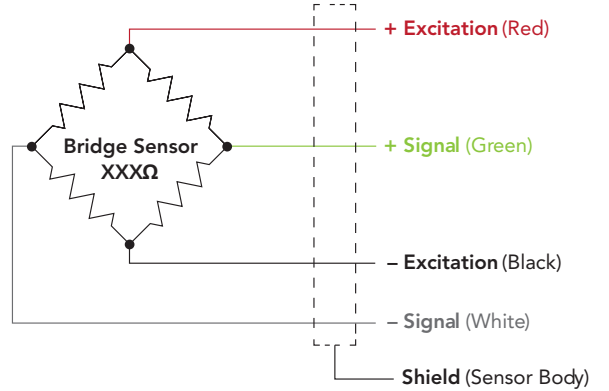 + Excitation (Red)
Bridge Sensor
XXXΩ
+ Signal (Green)
– Excitation (Black)
– Signal (White)
Shield (Sensor Body)